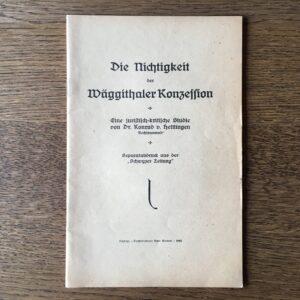 Die Nichtigkeit
der
Wäggithaler Konzession
Eine juristisch-kritische Studie
von Dr. Konrad v. Hettlingen
Rechtsanwalt
Separatabdruck aus der
„Schwyzer Zeitung"